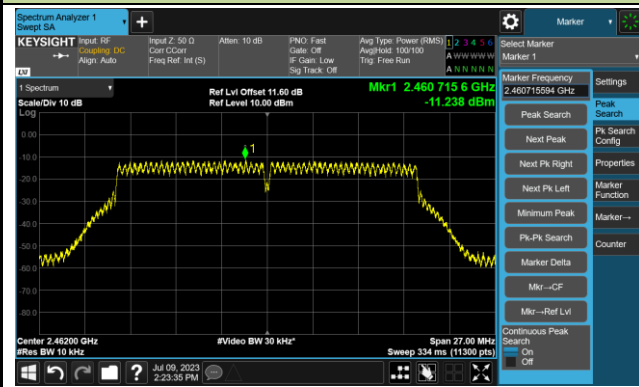 Spectrum Analyzer 1
Swept SA
+
Marker
KEYSIGHT
Input: RF
Coupling: DC
Align: Auto
Input Z: 50 Ω
Corr CCorr
Freq Ref: Int (S)
Atten: 10 dB
PNO: Fast
Gate: Off
IF Gain: Low
Sig Track: Off
Avg Type: Power (RMS)
Avg|Hold: 100/100
Trig: Free Run
1 2 3 4 5 6
A W W W W W
A N N N N N
LXI
Select Marker
Marker 1
1 Spectrum
Scale/Div 10 dB
Log
Ref Lvl Offset 11.60 dB
Ref Level 10.00 dBm
Mkr1 2.460 715 6 GHz
-11.238 dBm
0.00
-10.0
-20.0
-30.0
-40.0
-50.0
-60.0
-70.0
-80.0
1
Center 2.46200 GHz
#Res BW 10 kHz
#Video BW 30 kHz*
Span 27.00 MHz
Sweep 334 ms (11300 pts)
Marker Frequency
2.460715594 GHz
Peak Search
Next Peak
Next Pk Right
Next Pk Left
Minimum Peak
Pk-Pk Search
Marker Delta
Mkr→CF
Mkr→Ref Lvl
Continuous Peak
Search
On
Off
Settings
Peak
Search
Pk Search
Config
Properties
Marker
Function
Marker→
Counter
?
Jul 09, 2023
2:23:35 PM